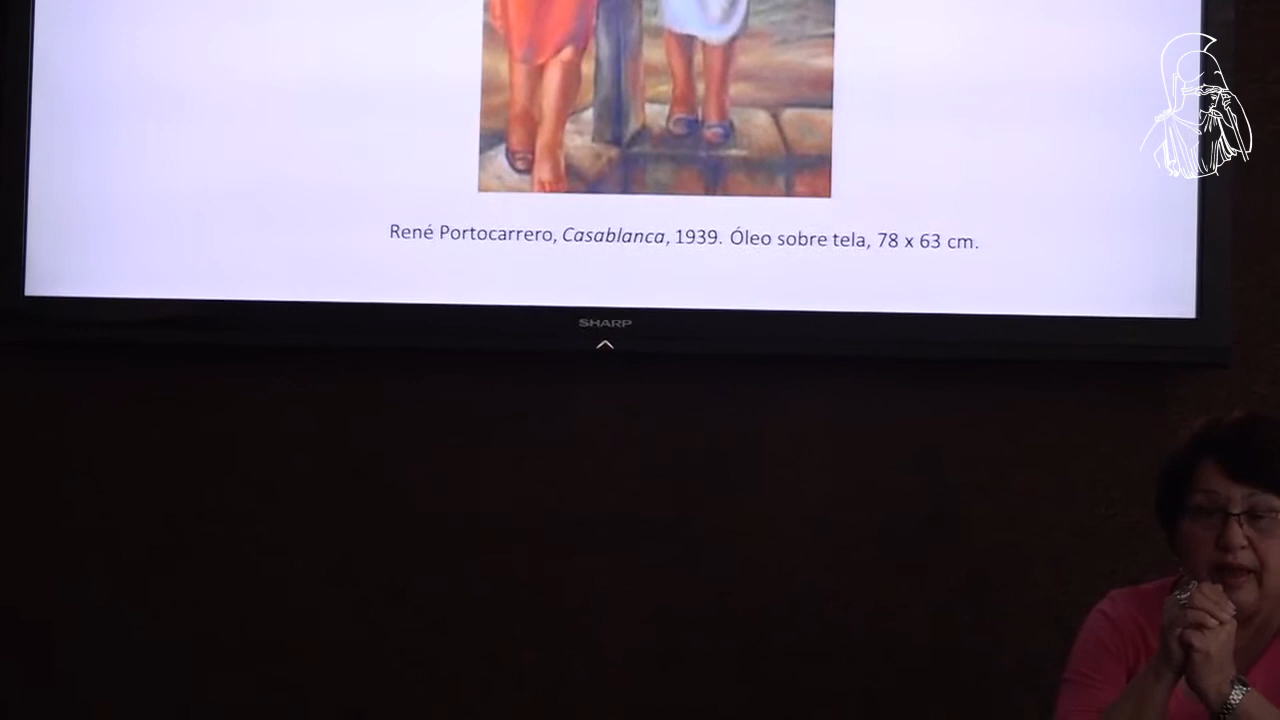 René Portocarrero, Casablanca, 1939. Óleo sobre tela, 78 x 63 cm.
SHARP